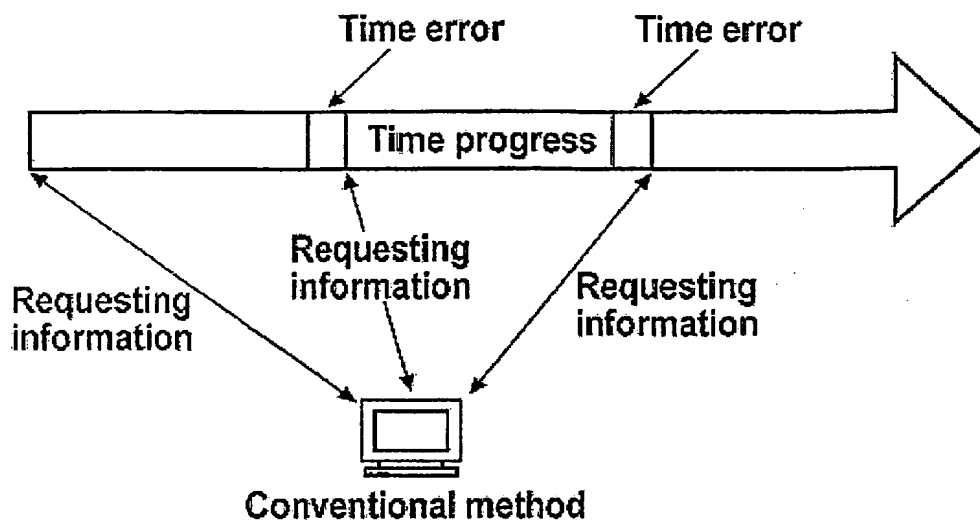 Time error
Time error
Time progress
Requesting
information
Requesting
information
Requesting
information
Conventional method